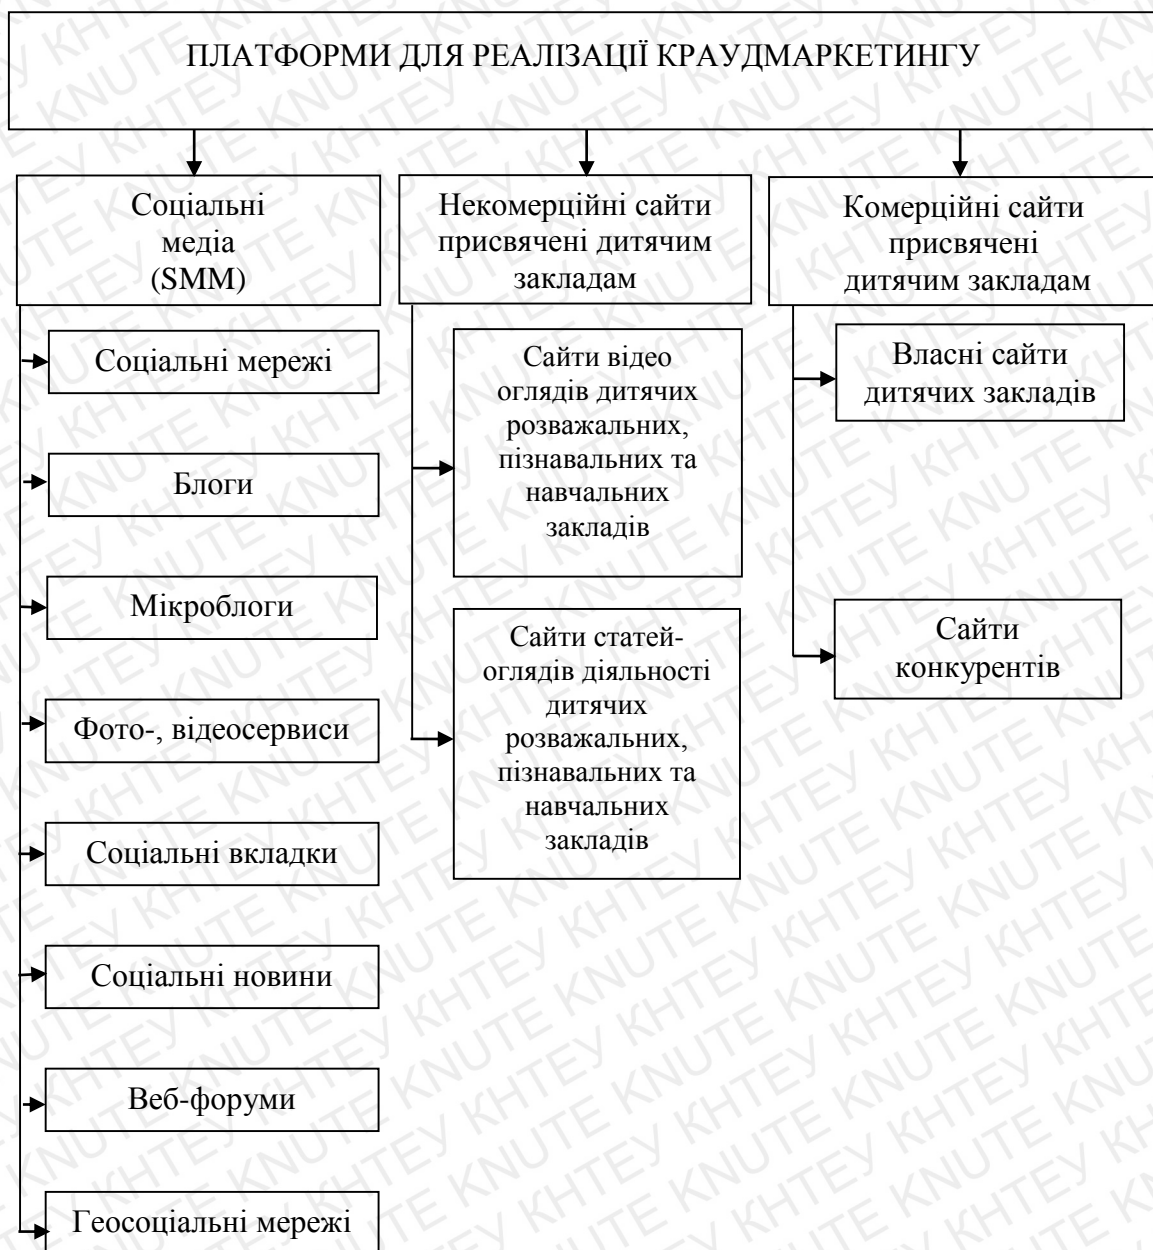 ПЛАТФОРМИ ДЛЯ РЕАЛІЗАЦІЇ КРАУДМАРКЕТИНГУ
Соціальні
медіа
(SMM)
Соціальні мережі
Блоги
Мікроблоги
Фото-, відеосервиси
Соціальні вкладки
Соціальні новини
Веб-форуми
Геосоціальні мережі
Некомерційні сайти
присвячені дитячим
закладам
Сайти відео
оглядів дитячих
розважальних,
пізнавальних та
навчальних
закладів
Сайти статей-
оглядів діяльності
дитячих
розважальних,
пізнавальних та
навчальних
закладів
Комерційні сайти
присвячені
дитячим закладам
Власні сайти
дитячих закладів
Сайти
конкурентів
КНТЕУ KNUTE